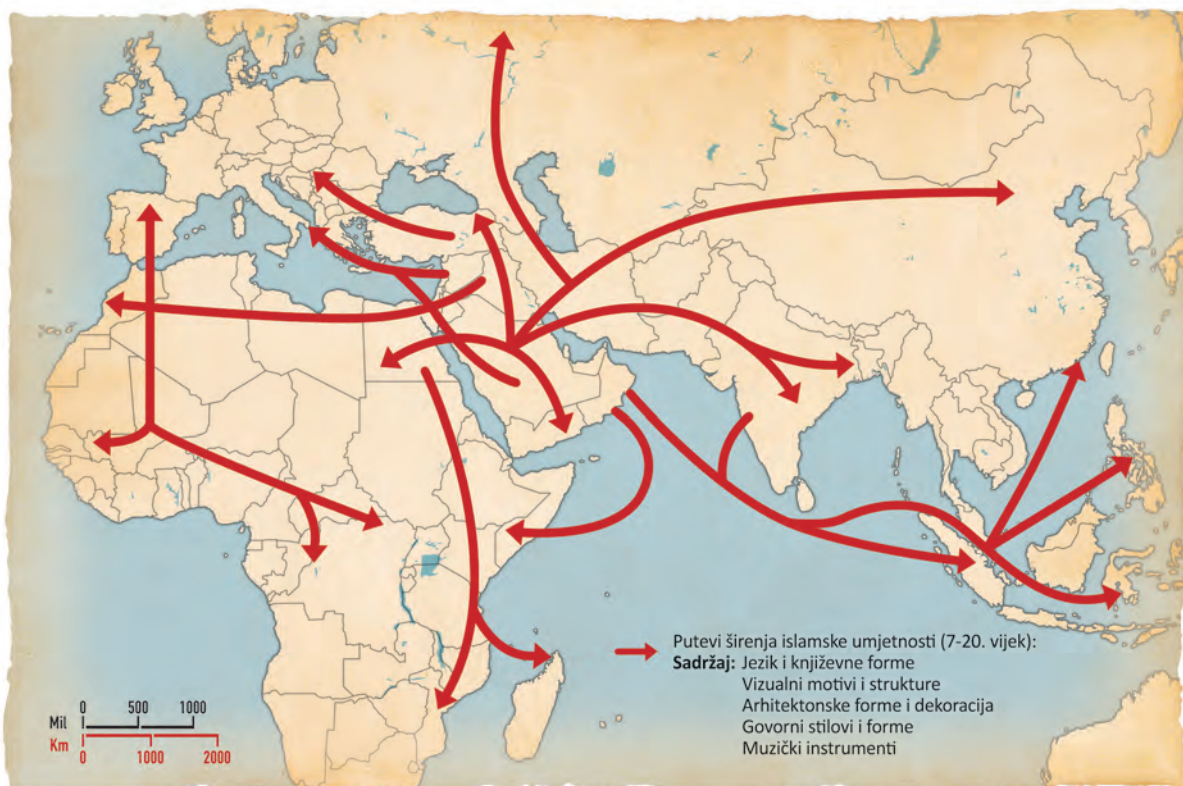 Putevi širenja islamske umjetnosti (7-20. vijek):
Sadržaj: Jezik i književne forme
Vizualni motivi i strukture
Arhitektonske forme i dekoracija
Govorni stilovi i forme
Muzički instrumenti
Mil 0 500 1000
Km 0 1000 2000